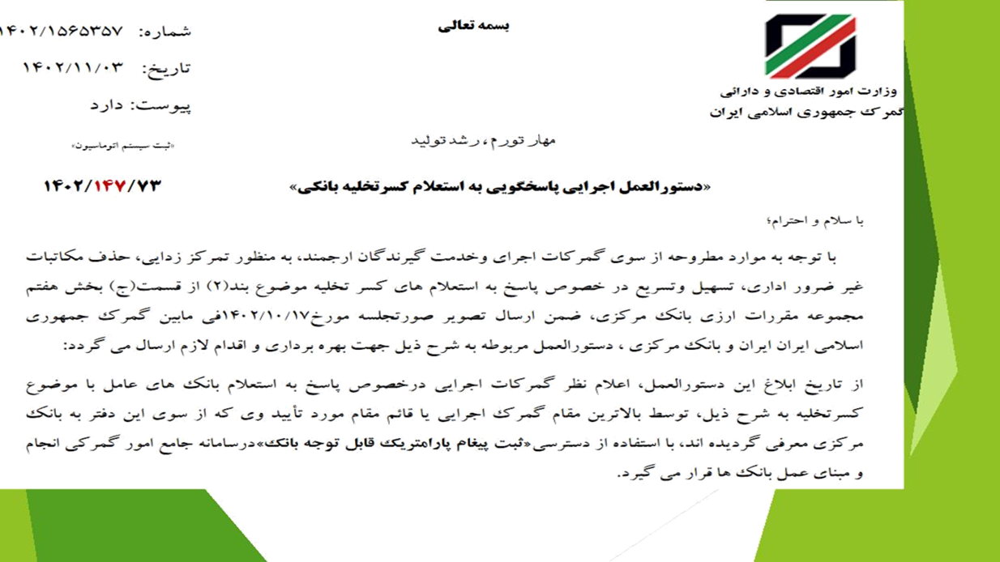 بسمه تعالی
وزارت امور اقتصادی و دارائی
گمرک جمهوری اسلامی ایران
شماره: ۱۴۰۲/۱۵۶۵۳۵۷
تاریخ: ۱۴۰۲/۱۱/۰۳
پیوست: دارد
«ثبت سیستم اتوماسیون»
۱۴۰۲/۱۴۷/۷۳
مهار تورم، رشد تولید
«دستورالعمل اجرایی پاسخگویی به استعلام کسرتخلیه بانکی»
با سلام و احترام؛
با توجه به موارد مطروحه از سوی گمرکات اجرای وخدمت گیرندگان ارجمند، به منظور تمرکز زدایی، حذف مکاتبات
غیر ضرور اداری، تسهیل وتسریع در خصوص پاسخ به استعلام های کسر تخلیه موضوع بند(۲) از قسمت(ج) بخش هفتم
مجموعه مقررات ارزی بانک مرکزی، ضمن ارسال تصویر صورتجلسه مورخ۱۴۰۲/۱۰/۱۷فی مابین گمرک جمهوری
اسلامی ایران ایران و بانک مرکزی ، دستورالعمل مربوطه به شرح ذیل جهت بهره برداری و اقدام لازم ارسال می گردد:
از تاریخ ابلاغ این دستورالعمل، اعلام نظر گمرکات اجرایی درخصوص پاسخ به استعلام بانک های عامل با موضوع
کسرتخلیه به شرح ذیل، توسط بالاترین مقام گمرک اجرایی یا قائم مقام مورد تأیید وی که از سوی این دفتر به بانک
مرکزی معرفی گردیده اند، با استفاده از دسترسی«ثبت پیغام پارامتریک قابل توجه بانک»درسامانه جامع امور گمرکی انجام
و مبنای عمل بانک ها قرار می گیرد.